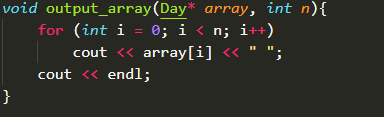 void output_array(Day* array, int n){
    for (int i = 0; i < n; i++)
        cout << array[i] << " ";
    cout << endl;
}